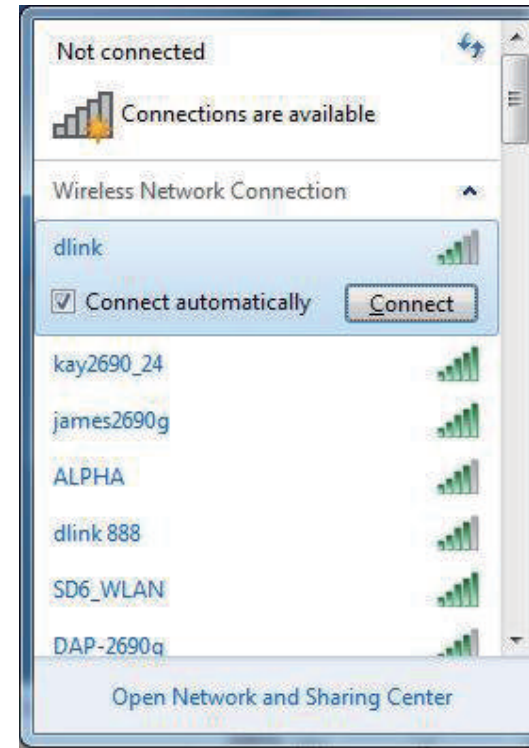 Not connected
Connections are available
Wireless Network Connection
dlink
Connect automatically Connect
kay2690_24
james2690g
ALPHA
dlink 888
SD6_WLAN
DAP-2690g
Open Network and Sharing Center